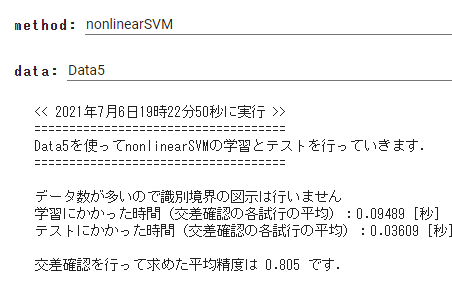 method: nonlinearSVM
data: Data5
<< 2021年7月6日19時22分50秒に実行 >>
====================================
Data5を使ってnonlinearSVMの学習とテストを行っていきます.
====================================
データ数が多いので識別境界の図示は行いません
学習にかかった時間（交差確認の各試行の平均）：0.09489 [秒]
テストにかかった時間（交差確認の各試行の平均）：0.03609 [秒]
交差確認を行って求めた平均精度は 0.805 です.